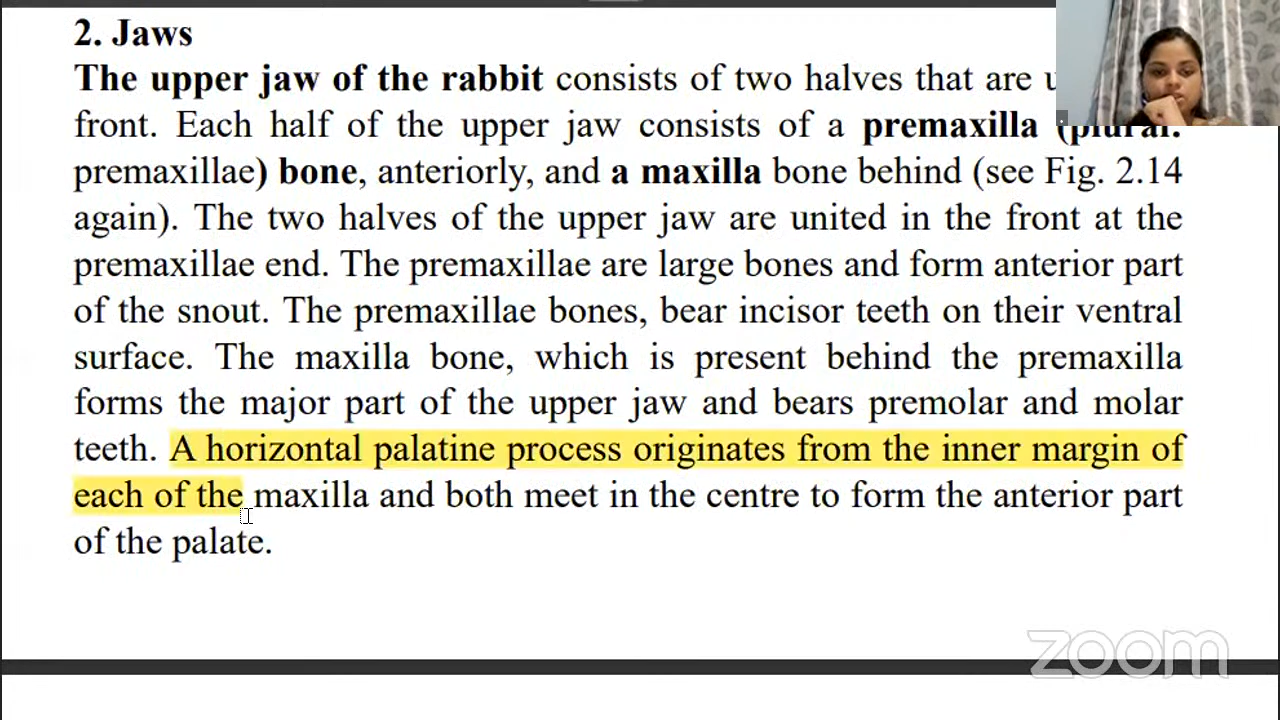 2. Jaws
The upper jaw of the rabbit consists of two halves that are
front. Each half of the upper jaw consists of a premaxilla (plural:
premaxillae) bone, anteriorly, and a maxilla bone behind (see Fig. 2.14
again). The two halves of the upper jaw are united in the front at the
premaxillae end. The premaxillae are large bones and form anterior part
of the snout. The premaxillae bones, bear incisor teeth on their ventral
surface. The maxilla bone, which is present behind the premaxilla
forms the major part of the upper jaw and bears premolar and molar
teeth. A horizontal palatine process originates from the inner margin of
each of the maxilla and both meet in the centre to form the anterior part
of the palate.
zoom